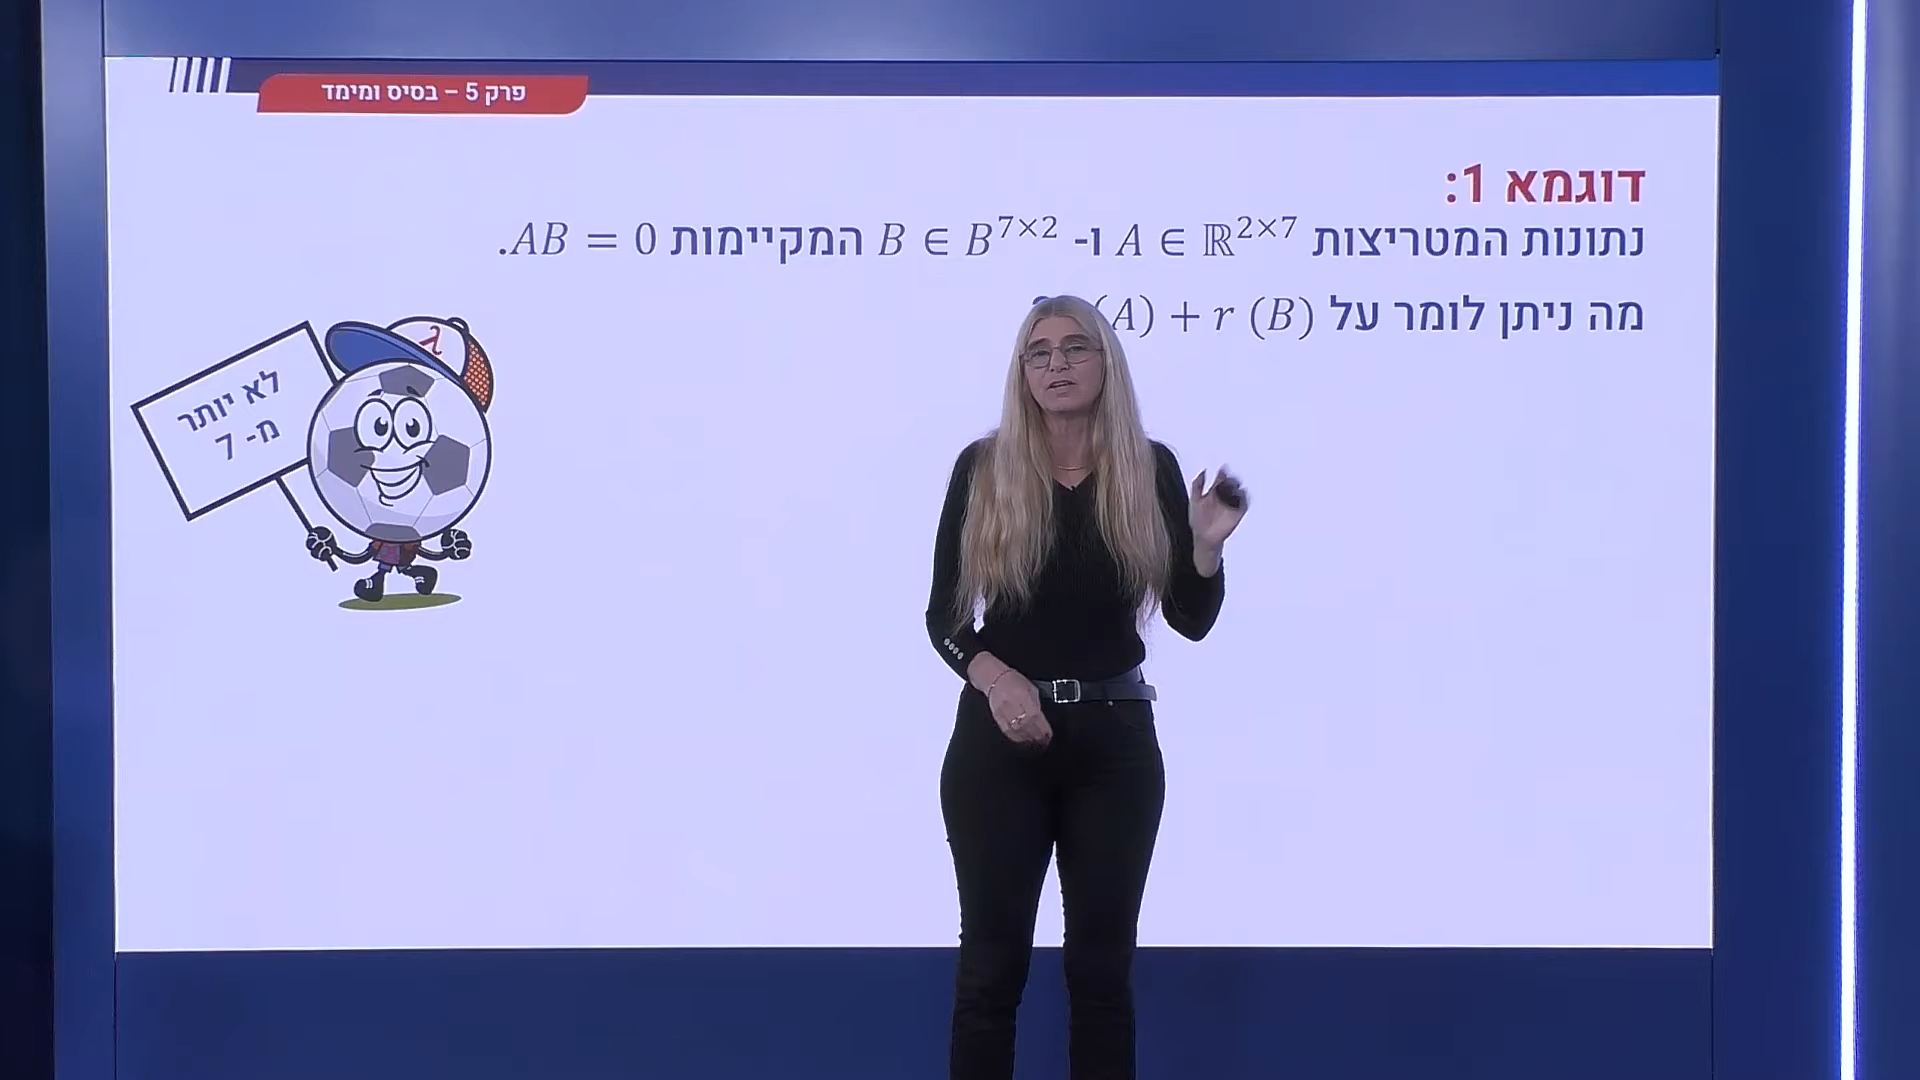 פרק 5 – בסיס ומימד
דוגמא 1:
נתונות המטריצות A ∈ ℝ^{2×7} ו- B ∈ B^{7×2} המקיימות AB = 0.
מה ניתן לומר על (A) + r (B)
לא יותר
מ- 7
λ